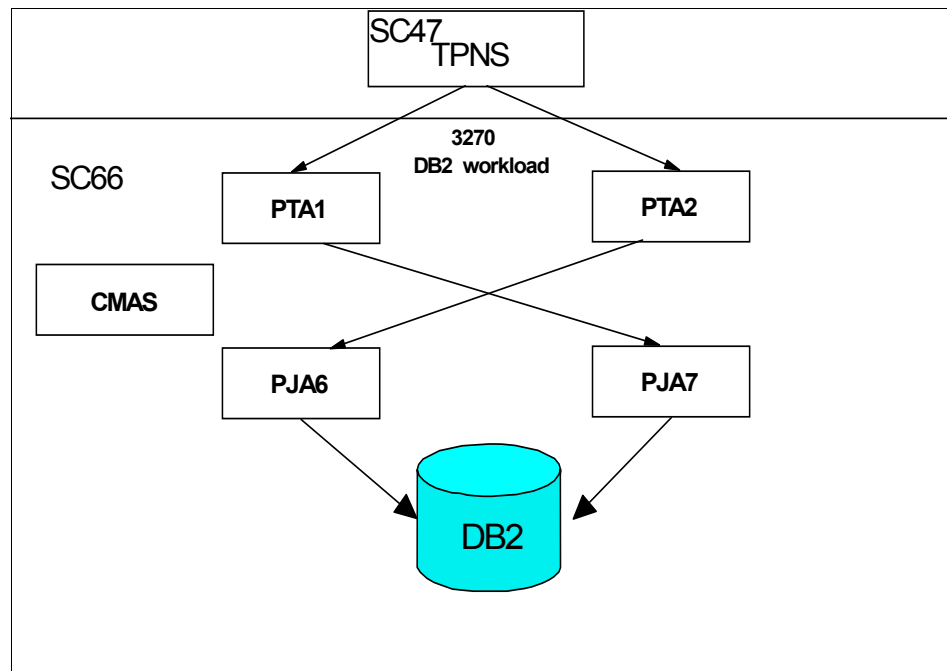 SC47
TPNS
3270
DB2 workload
SC66
PTA1
PTA2
CMAS
PJA6
PJA7
DB2